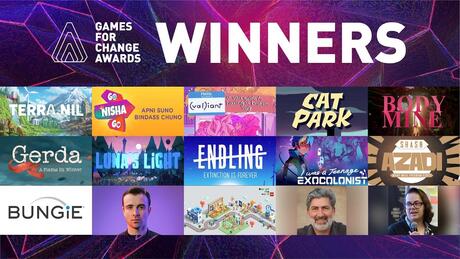 GAMES
FOR
CHANGE
AWARDS
WINNERS
TERRA NIL
GO
NISHA
GO
APNI SUNO
BINDASS CHUNO
(val)iant
CAT
PARK
BODY
MINE
Gerda
A Flame in Winter
LUNA'S LIGHT
ENDLING
EXTINCTION IS FOREVER
I was a Teenage
EXOCOLONIST
AZADI
BUNGiE